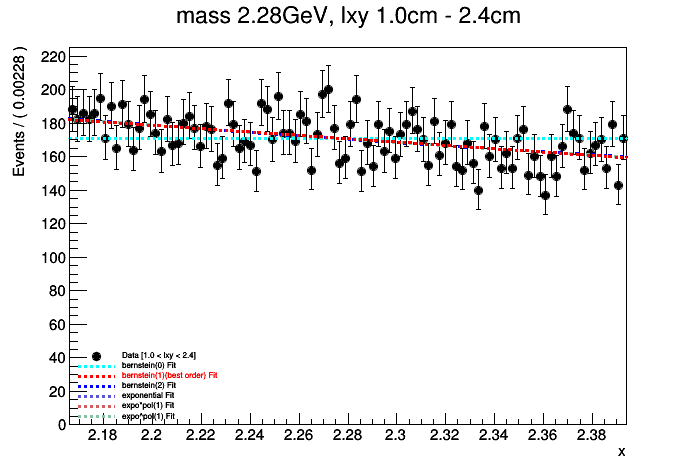 mass 2.28GeV, lxy 1.0cm - 2.4cm
Events / ( 0.00228 )
220
200
180
160
140
120
100
80
60
40
20
0
Data [1.0 < lxy < 2.4]
bernstein(0) Fit
bernstein(1)(best order) Fit
bernstein(2) Fit
exponential Fit
expo*pol(1) Fit
expo*pol(1) Fit
2.18 2.2 2.22 2.24 2.26 2.28 2.3 2.32 2.34 2.36 2.38
x